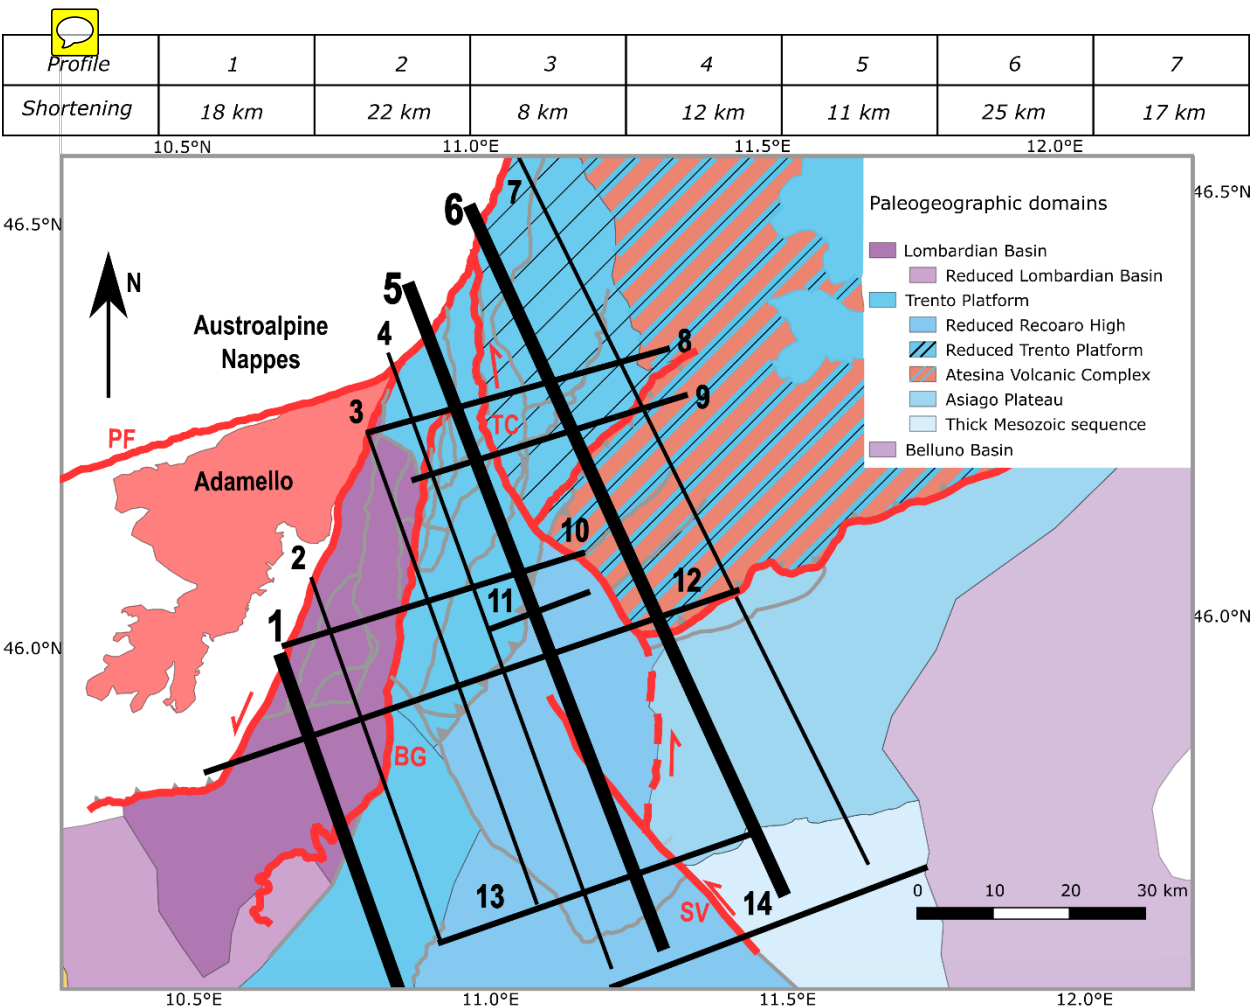 Profile 1 2 3 4 5 6 7
Shortening 18 km 22 km 8 km 12 km 11 km 25 km 17 km
10.5°N 11.0°E 11.5°E 12.0°E
46.5°N
46.5°N
7
6
Paleogeographic domains
Lombardian Basin
Reduced Lombardian Basin
Trento Platform
Reduced Recoaro High
Reduced Trento Platform
Atesina Volcanic Complex
Asiago Plateau
Thick Mesozoic sequence
Belluno Basin
N
5
Austroalpine
Nappes
4
8
3
9
PF
TC
Adamello
10
2
12
11
1
46.0°N
46.0°N
BG
13
SV
14
0 10 20 30 km
10.5°E 11.0°E 11.5°E 12.0°E